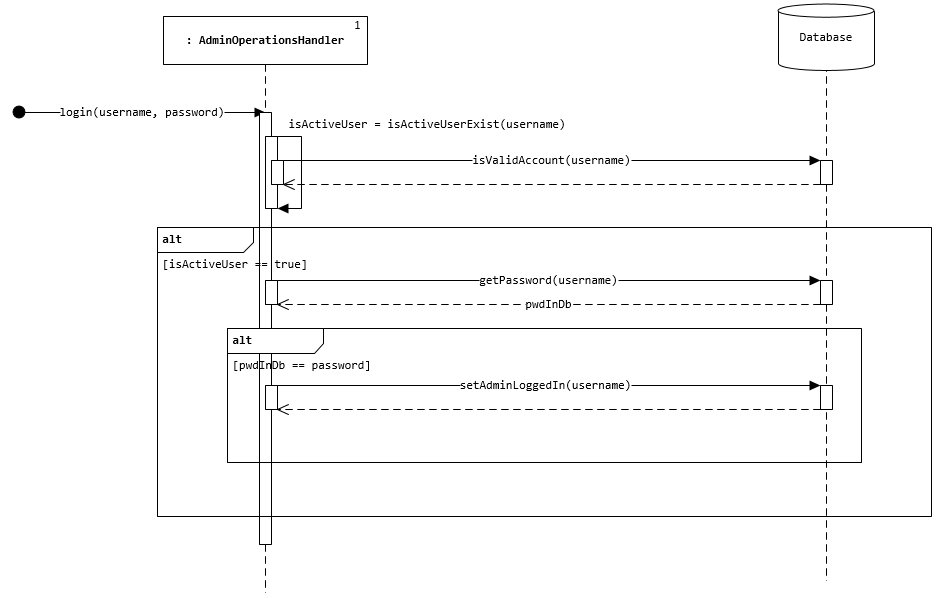 1
: AdminOperationsHandler
Database
login(username, password)
isActiveUser = isActiveUserExist(username)
isValidAccount(username)
alt
[isActiveUser == true]
getPassword(username)
pwdInDb
alt
[pwdInDb == password]
setAdminLoggedIn(username)